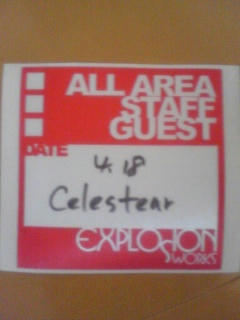 ALL AREA
STAFF
GUEST
DATE
4.18
Celestear
EXPLOSION
WORKS